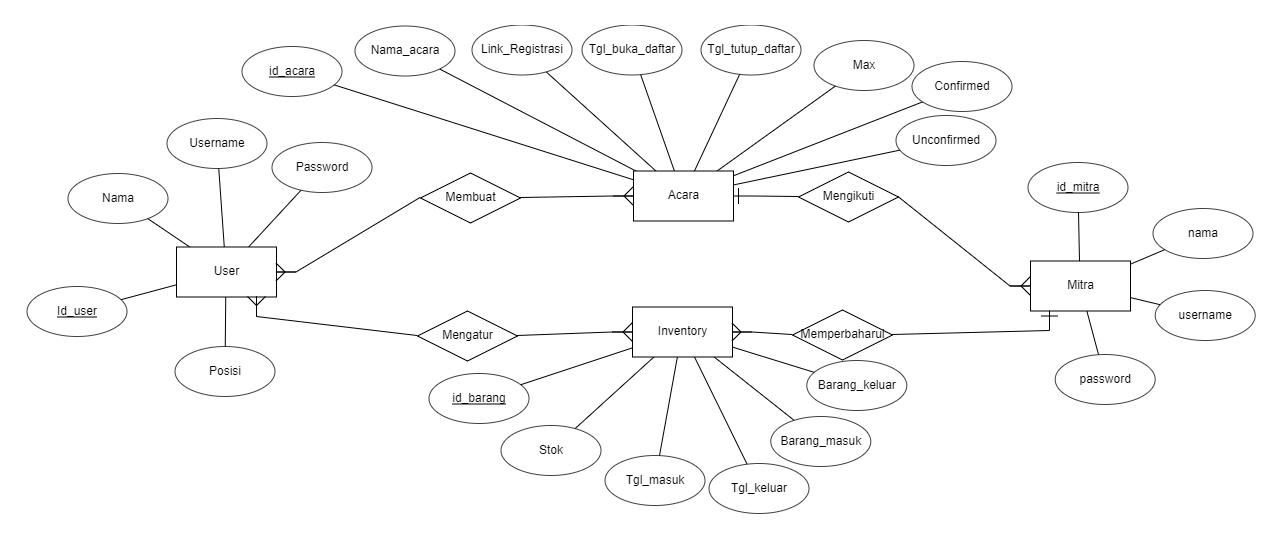 Nama_acara
Link_Registrasi
Tgl_buka_daftar
Tgl_tutup_daftar
id_acara
Max
Confirmed
Unconfirmed
Username
Password
Nama
Membuat
Acara
Mengikuti
id_mitra
nama
User
Mitra
Id_user
username
Mengatur
Inventory
Memperbaharui
Posisi
password
id_barang
Barang_keluar
Stok
Barang_masuk
Tgl_masuk
Tgl_keluar